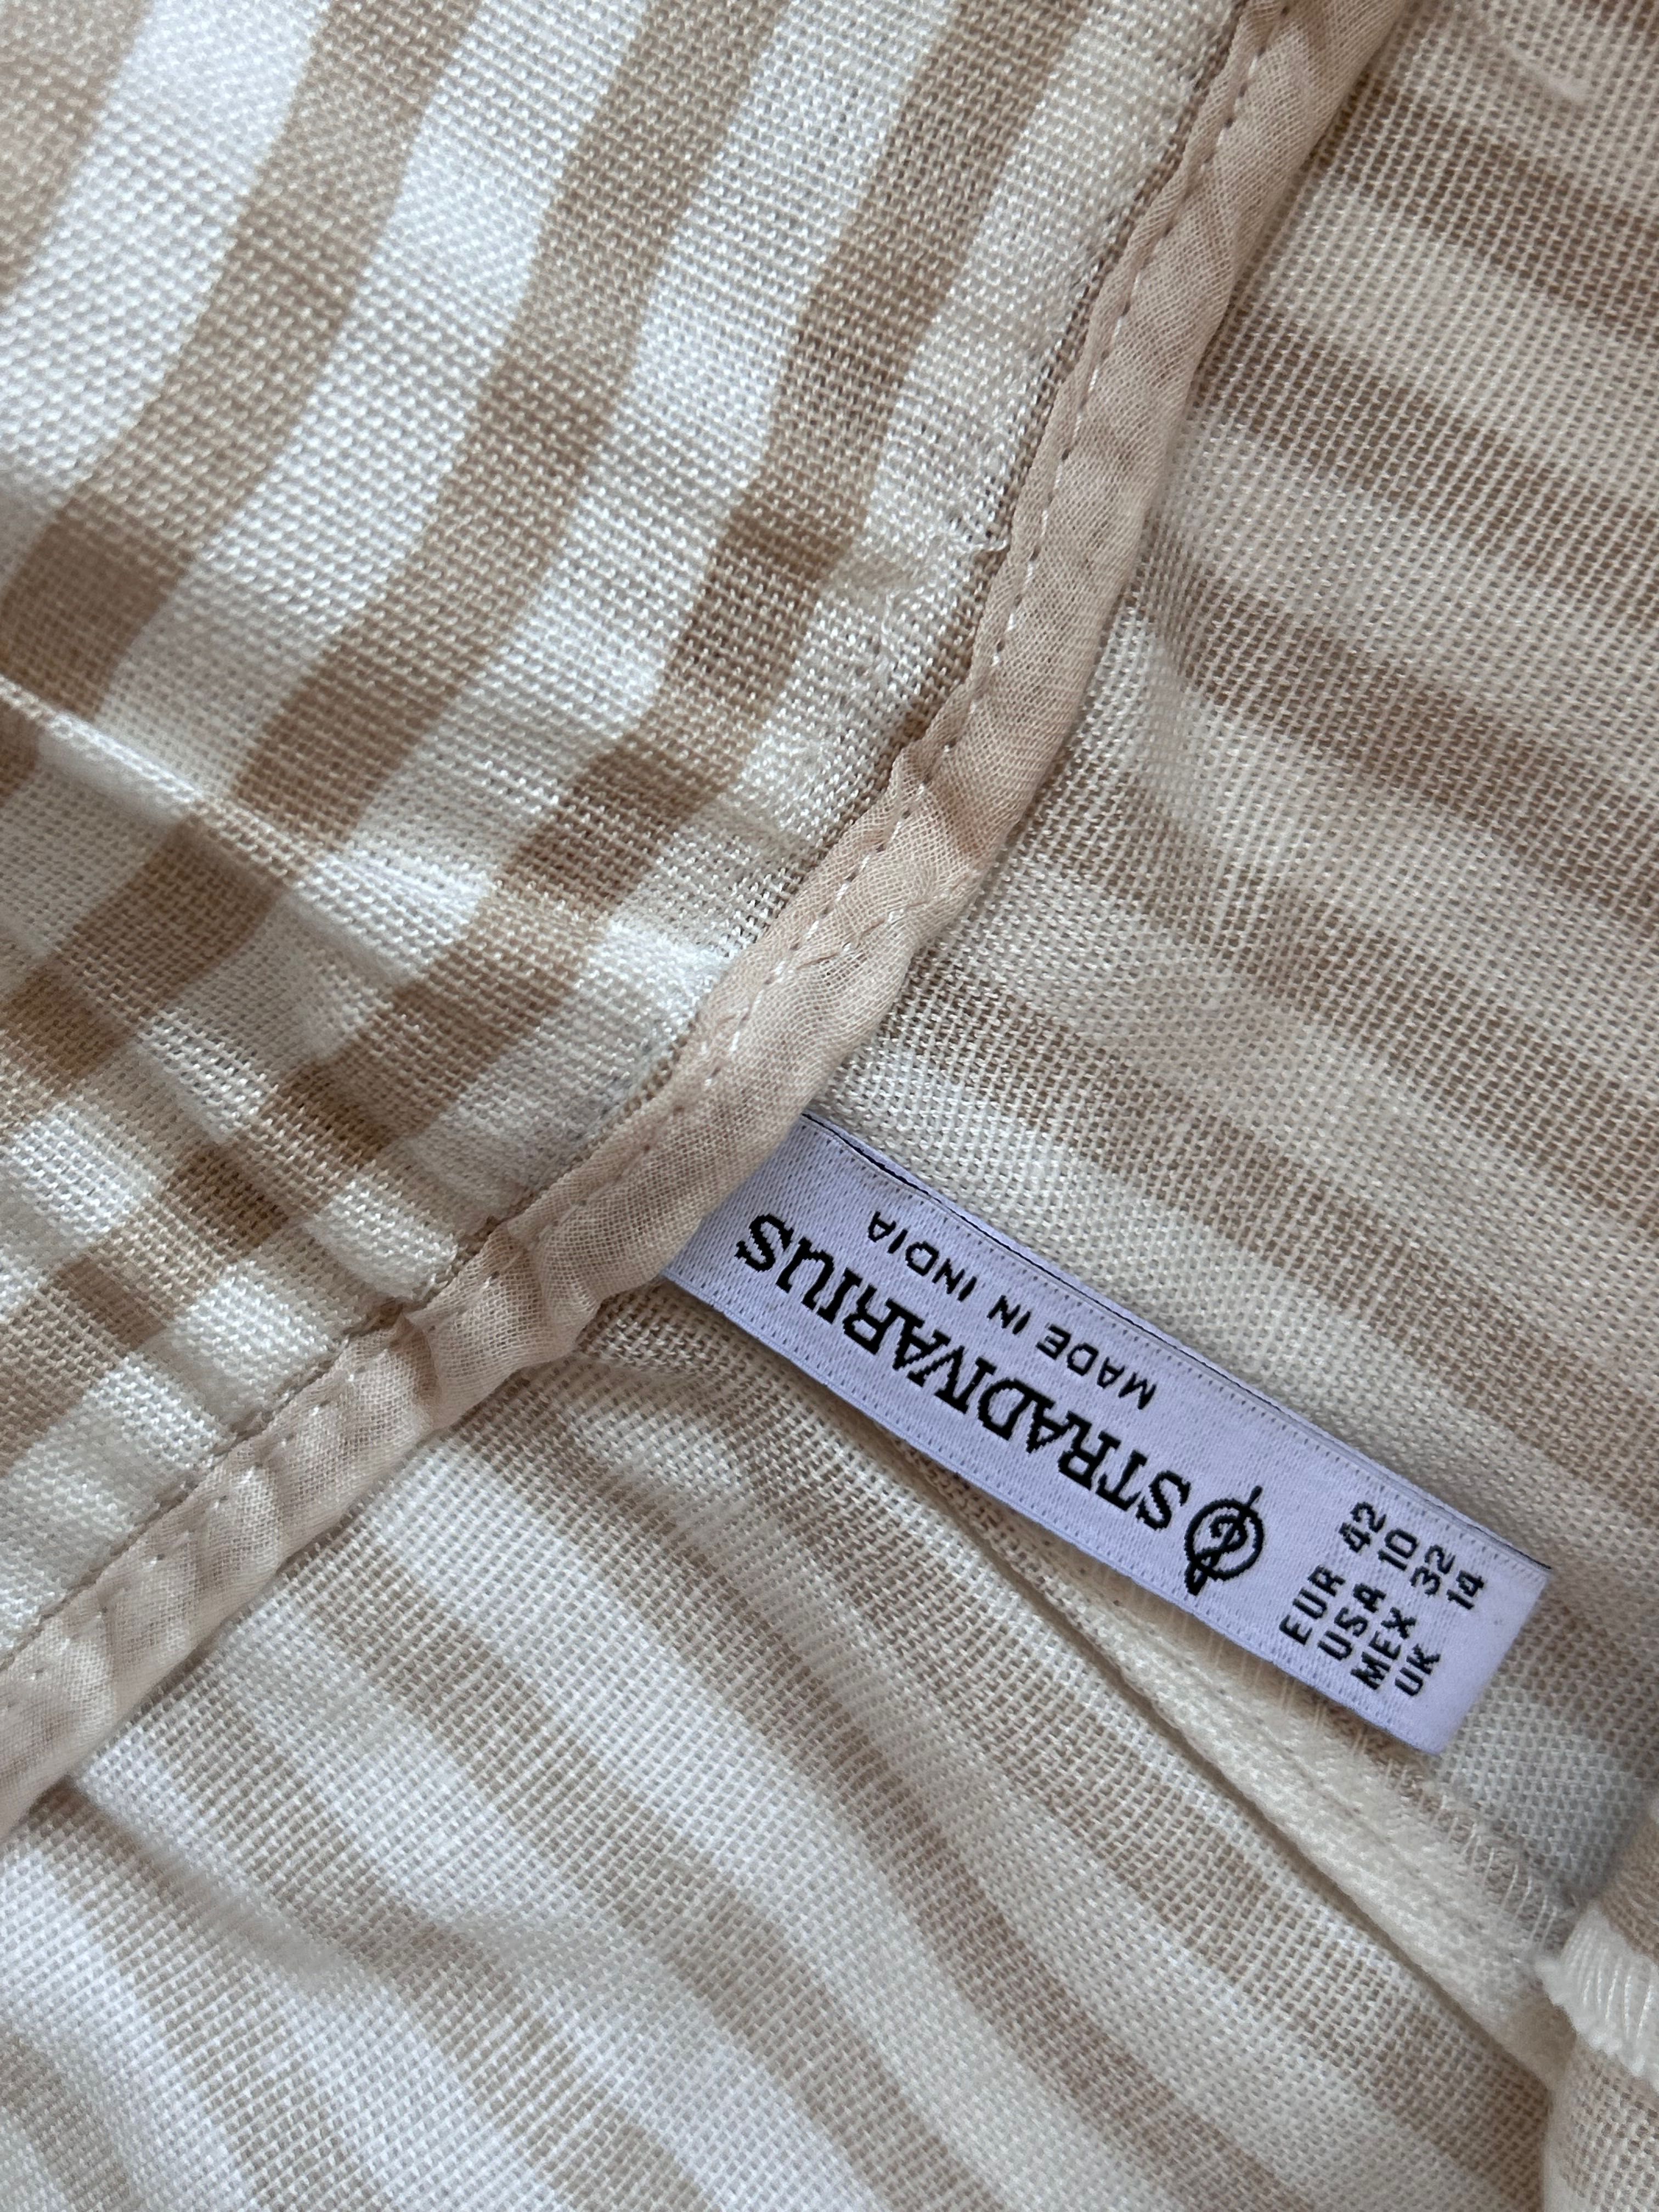 STRADIVARIUS
MADE IN INDIA
EUR 42
USA 10
MEX 32
UK 14